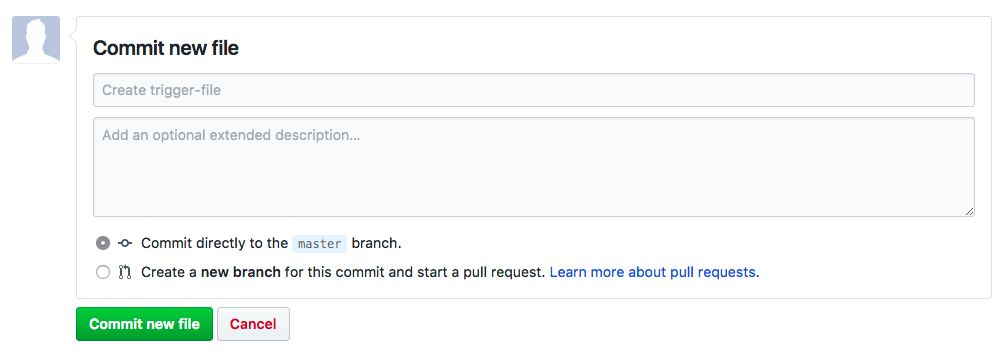 Commit new file
Create trigger-file
Add an optional extended description…
Commit directly to the master branch.
Create a new branch for this commit and start a pull request. Learn more about pull requests.
Commit new file
Cancel